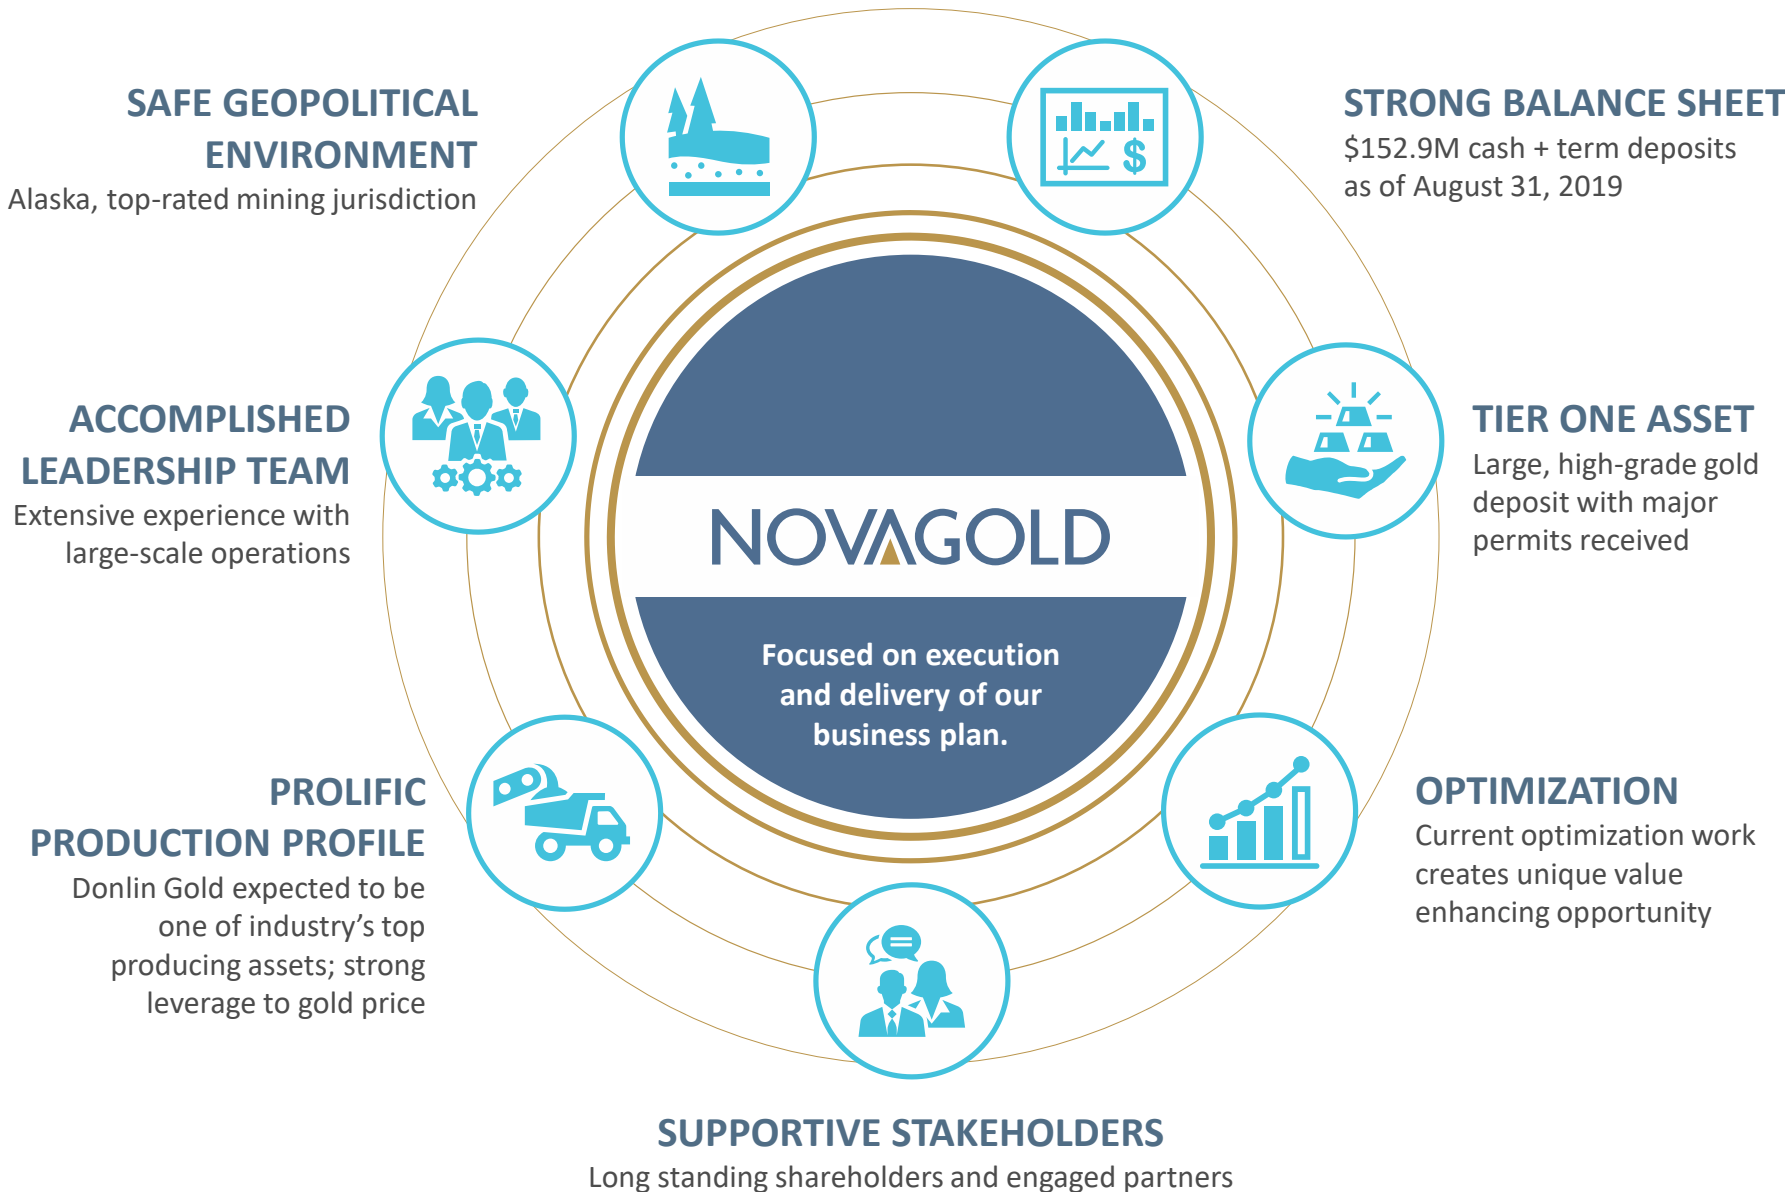 SAFE GEOPOLITICAL
ENVIRONMENT
Alaska, top-rated mining jurisdiction
STRONG BALANCE SHEET
$152.9M cash + term deposits
as of August 31, 2019
$
ACCOMPLISHED
LEADERSHIP TEAM
Extensive experience with
large-scale operations
TIER ONE ASSET
Large, high-grade gold
deposit with major
permits received
NOVAGOLD
Focused on execution
and delivery of our
business plan.
PROLIFIC
PRODUCTION PROFILE
Donlin Gold expected to be
one of industry’s top
producing assets; strong
leverage to gold price
OPTIMIZATION
Current optimization work
creates unique value
enhancing opportunity
SUPPORTIVE STAKEHOLDERS
Long standing shareholders and engaged partners